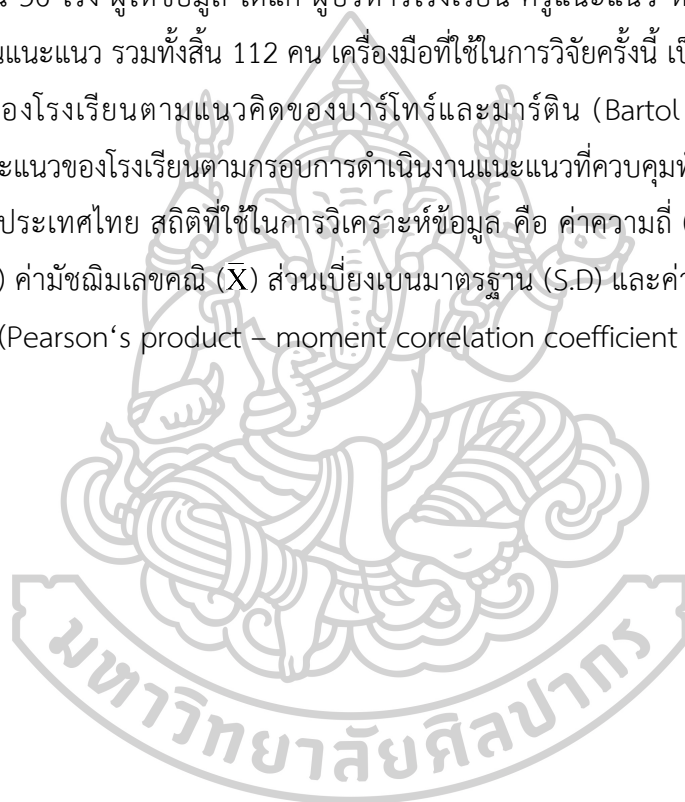 56 โรง ผู้ให้ข้อมูล ได้แก่ ผู้บริหารโรงเรียน ครูแนะแนว
นแนะแนว รวมทั้งสิ้น 112 คน เครื่องมือที่ใช้ในการวิจัยครั้งนี้
องโรงเรียนตามแนวคิดของบาร์โทร์และมาร์ติน (Bartol
ะแนวของโรงเรียนตามกรอบการดำเนินงานแนะแนวที่ควบคุม
ประเทศไทย สถิติที่ใช้ในการวิเคราะห์ข้อมูล คือ ค่าความถี่ (
) ค่ามัชฌิมเลขคณิ (X̅) ส่วนเบี่ยงเบนมาตรฐาน (S.D) และค่า
(Pearson‘s product – moment correlation coefficient
มหาวิทยาลัยศิลปากร